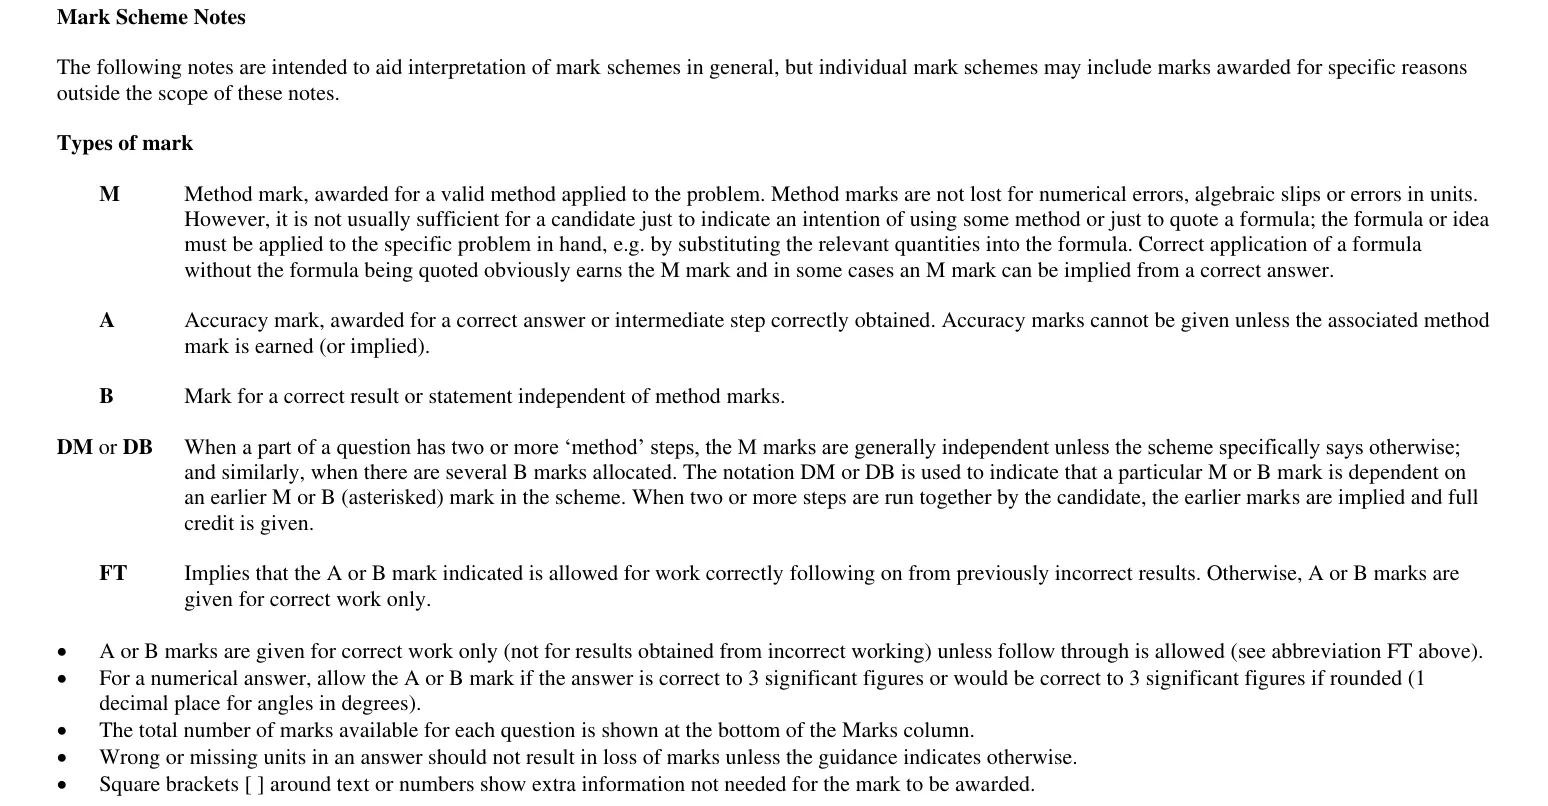 Mark Scheme Notes
The following notes are intended to aid interpretation of mark schemes in general, but individual mark schemes may include marks awarded for specific reasons
outside the scope of these notes.
Types of mark
M Method mark, awarded for a valid method applied to the problem. Method marks are not lost for numerical errors, algebraic slips or errors in units.
However, it is not usually sufficient for a candidate just to indicate an intention of using some method or just to quote a formula; the formula or idea
must be applied to the specific problem in hand, e.g. by substituting the relevant quantities into the formula. Correct application of a formula
without the formula being quoted obviously earns the M mark and in some cases an M mark can be implied from a correct answer.
A Accuracy mark, awarded for a correct answer or intermediate step correctly obtained. Accuracy marks cannot be given unless the associated method
mark is earned (or implied).
B Mark for a correct result or statement independent of method marks.
DM or DB When a part of a question has two or more ‘method’ steps, the M marks are generally independent unless the scheme specifically says otherwise;
and similarly, when there are several B marks allocated. The notation DM or DB is used to indicate that a particular M or B mark is dependent on
an earlier M or B (asterisked) mark in the scheme. When two or more steps are run together by the candidate, the earlier marks are implied and full
credit is given.
FT Implies that the A or B mark indicated is allowed for work correctly following on from previously incorrect results. Otherwise, A or B marks are
given for correct work only.
• A or B marks are given for correct work only (not for results obtained from incorrect working) unless follow through is allowed (see abbreviation FT above).
• For a numerical answer, allow the A or B mark if the answer is correct to 3 significant figures or would be correct to 3 significant figures if rounded (1
decimal place for angles in degrees).
• The total number of marks available for each question is shown at the bottom of the Marks column.
• Wrong or missing units in an answer should not result in loss of marks unless the guidance indicates otherwise.
• Square brackets [ ] around text or numbers show extra information not needed for the mark to be awarded.